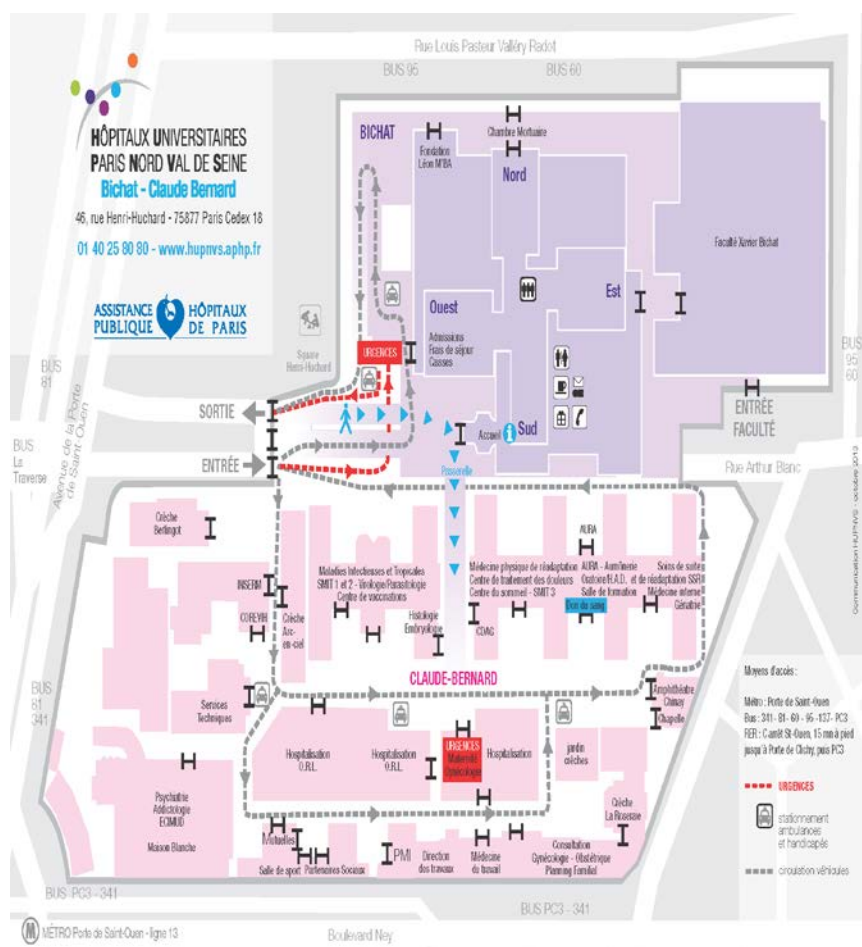 Rue Louis Pasteur Valléry Radot
BUS 95
BUS 60
HÔPITAUX UNIVERSITAIRES
PARIS NORD VAL DE SEINE
Bichat - Claude Bernard
46, rue Henri-Huchard - 75877 Paris Cedex 18
01 40 25 80 80 - www.hupnvs.aphp.fr
ASSISTANCE
PUBLIQUE
HÔPITAUX
DE PARIS
BICHAT
Fondation
Léon M'BA
Chambre Mortuaire
Nord
Faculté Xavier Bichat
Est
Ouest
Admissions
Frais de séjour
Casses
URGENCES
Square
Henri-Huchard
BUS
81
SORTIE
BUS
La
Traverse
Avenue de la Porte
de Saint-Ouen
ENTRÉE
Accueil
i
Sud
Passerelle
BUS
95
60
ENTRÉE
FACULTÉ
Rue Arthur Blanc
Communication HUPNVS - octobre 2013
Crèche
Berlingot
INSERM
COREVIH
Crèche
Arc-
en-ciel
Maladies Infectieuses et Tropicales
SMIT 1 et 2 - Virologie/Parasitologie
Centre de vaccinations
Histologie
Embryologie
Médecine physique de réadaptation
Centre de traitement des douleurs
Centre du sommeil - SMIT 3
CDAG
AURA
AURA - Aumônerie
Oratoire/H.A.D.
Salle de formation
Don du sang
Soins de suite
et de réadaptation SSR
Médecine interne
Gériatrie
CLAUDE-BERNARD
BUS
81
341
Services
Techniques
Amphithéatre
Chinay
Chapelle
Hospitalisation
O.R.L.
Hospitalisation
O.R.L.
URGENCES
Maternité
Gynécologie
Hospitalisation
jardin
crèches
Crèche
La Roseraie
Psychiatrie
Addictologie
ECIMUD
Maison Blanche
Mutuelles
Salle de sport
Partenaires Sociaux
PMI
Direction
des travaux
Médecine
du travail
Consultation
Gynécologie - Obstétrique
Planning Familial
Moyens d'accès :
Métro : Porte de Saint-Ouen
Bus : 341- 81- 60 - 95 -137- PC3
RER : C arrêt St-Ouen, 15 mn à pied
jusqu'à Porte de Clichy, puis PC3
URGENCES
stationnement
ambulances
et handicapés
circulation véhicules
BUS PC3 - 341
BUS PC3 - 341
M MÉTRO Porte de Saint-Ouen - ligne 13
Boulevard Ney